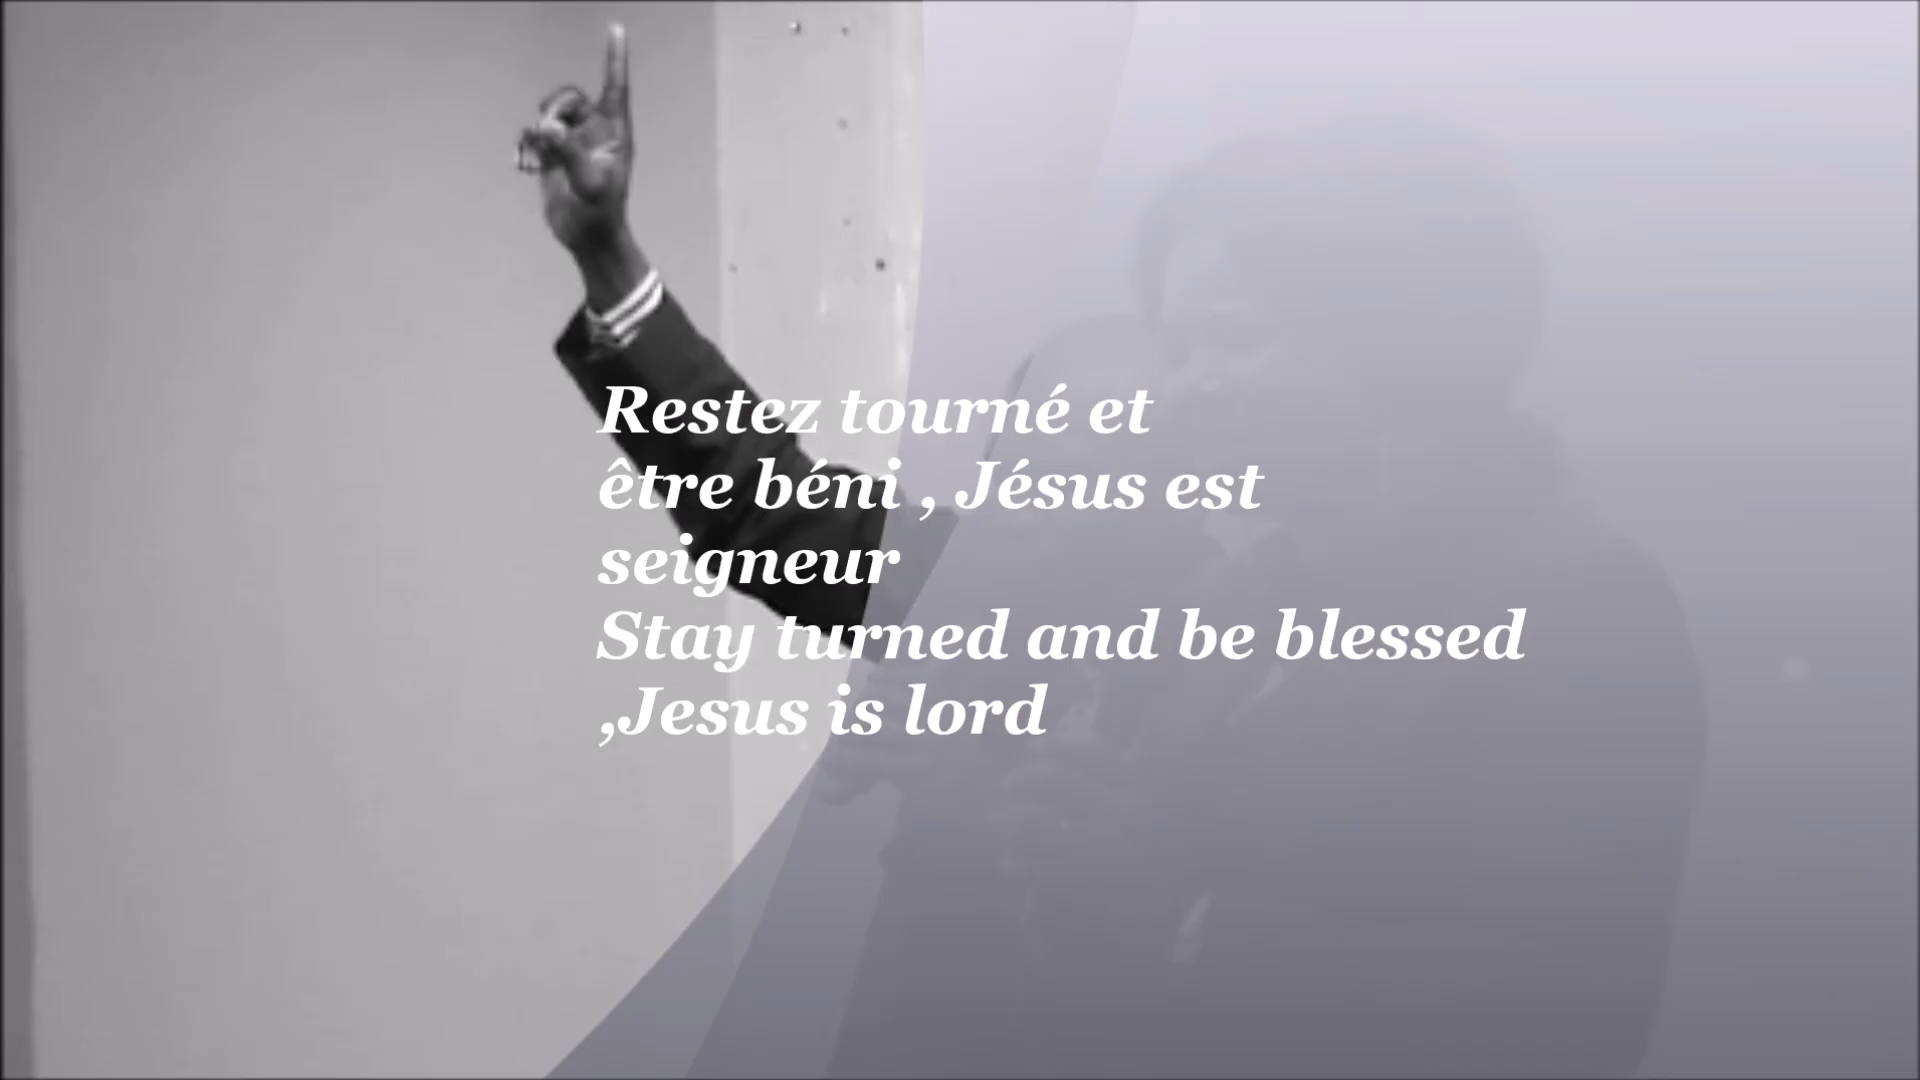 Restez tourné et
être béni , Jésus est
seigneur
Stay turned and be blessed
,Jesus is lord